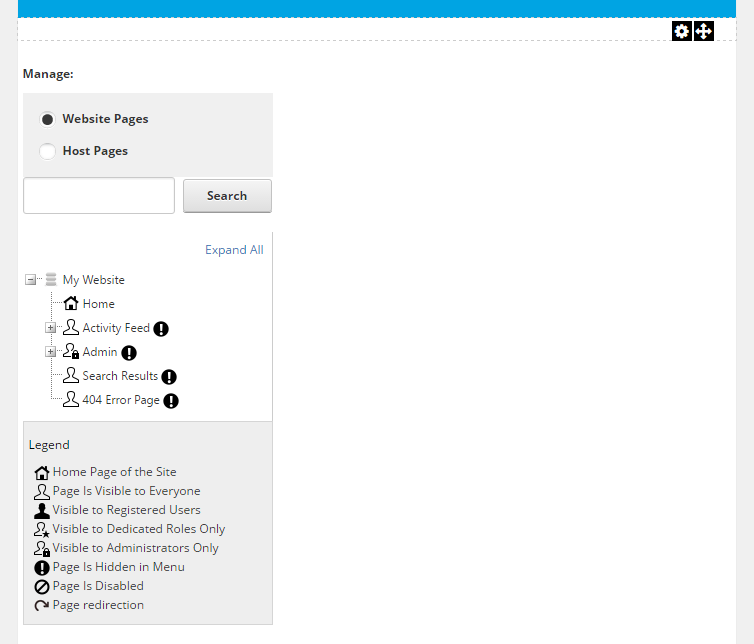 Manage:
Website Pages
Host Pages
Search
Expand All
My Website
Home
Activity Feed
Admin
Search Results
404 Error Page
Legend
Home Page of the Site
Page Is Visible to Everyone
Visible to Registered Users
Visible to Dedicated Roles Only
Visible to Administrators Only
Page Is Hidden in Menu
Page Is Disabled
Page redirection